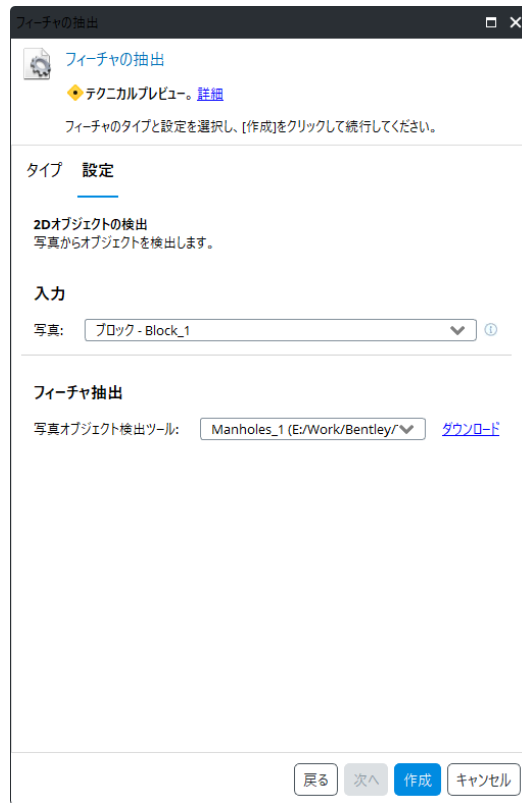 フィーチャの抽出
フィーチャの抽出
テクニカルプレビュー。 詳細
フィーチャのタイプと設定を選択し、[作成]をクリックして続行してください。
タイプ 設定
2Dオブジェクトの検出
写真からオブジェクトを検出します。
入力
写真: ブロック - Block_1
フィーチャ抽出
写真オブジェクト検出ツール: Manholes_1 (E:/Work/Bentley/ ダウンロード
戻る 次へ 作成 キャンセル